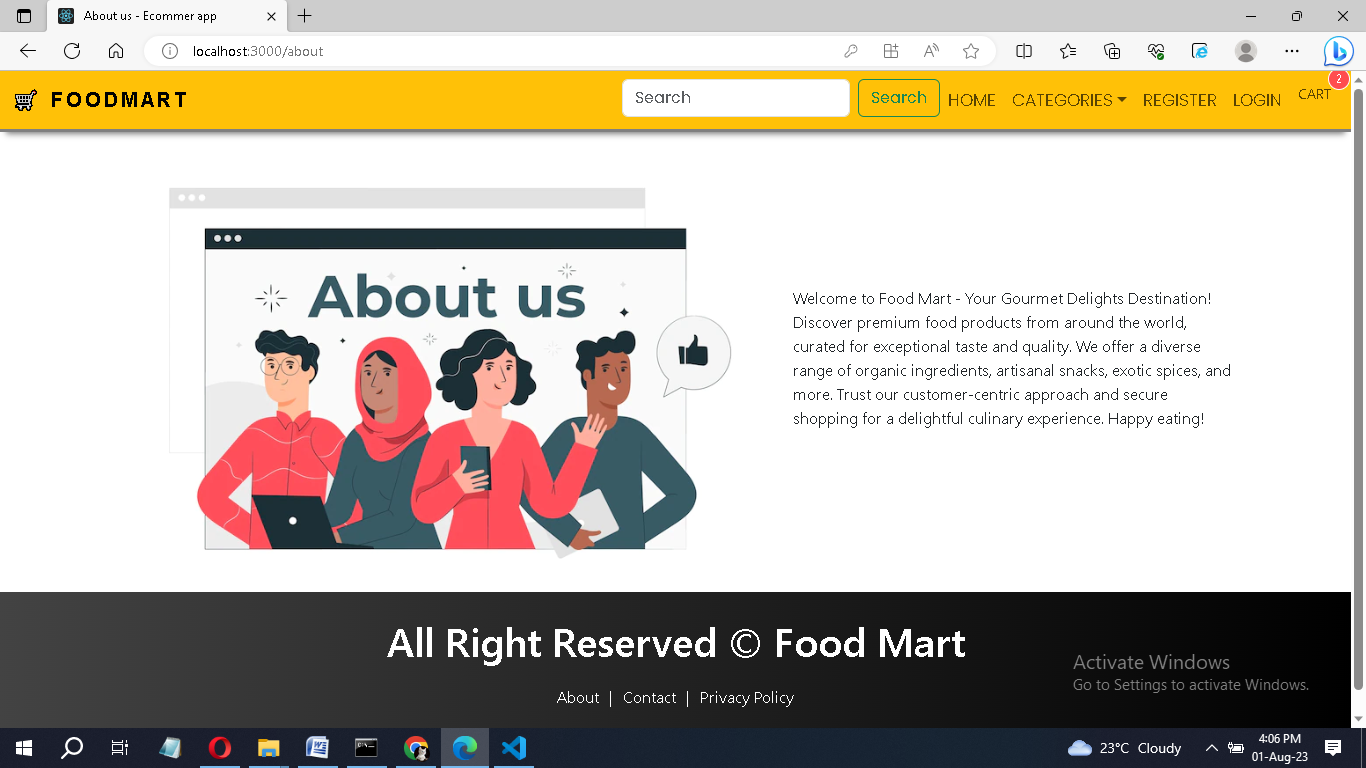 About us - Ecommer app
localhost:3000/about
FOODMART
Search
Search
HOME
CATEGORIES
REGISTER
LOGIN
CART
2
About us
Welcome to Food Mart - Your Gourmet Delights Destination!
Discover premium food products from around the world,
curated for exceptional taste and quality. We offer a diverse
range of organic ingredients, artisanal snacks, exotic spices, and
more. Trust our customer-centric approach and secure
shopping for a delightful culinary experience. Happy eating!
All Right Reserved © Food Mart
About | Contact | Privacy Policy
Activate Windows
Go to Settings to activate Windows.
23°C Cloudy
4:06 PM
01-Aug-23